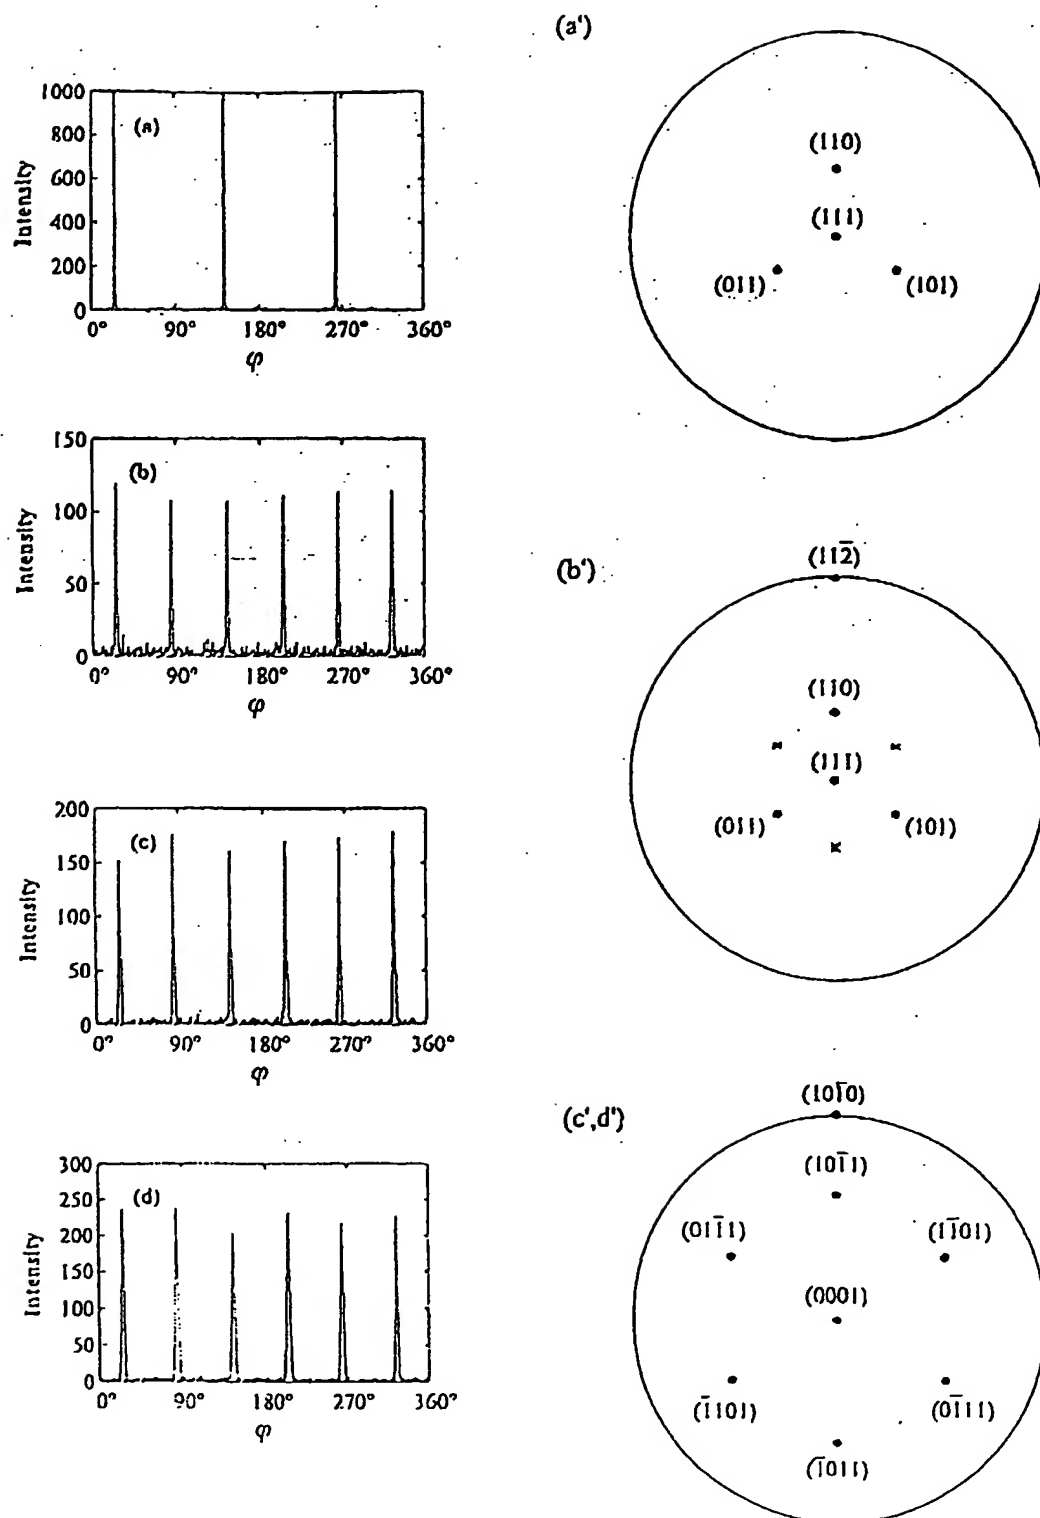 (a)
Intensity
1000
800
600
400
200
0
0° 90° 180° 270° 360°
φ
(b)
Intensity
150
100
50
0
0° 90° 180° 270° 360°
φ
(c)
Intensity
200
150
100
50
0
0° 90° 180° 270° 360°
φ
(d)
Intensity
300
250
200
150
100
50
0
0° 90° 180° 270° 360°
φ
(a')
(110)
(111)
(011) (101)
(b')
(112̄)
(110)
(111)
(011) (101)
(c',d')
(101̄0)
(101̄1)
(011̄1) (11̄01)
(0001)
(1̄101) (01̄11)
(1̄011)